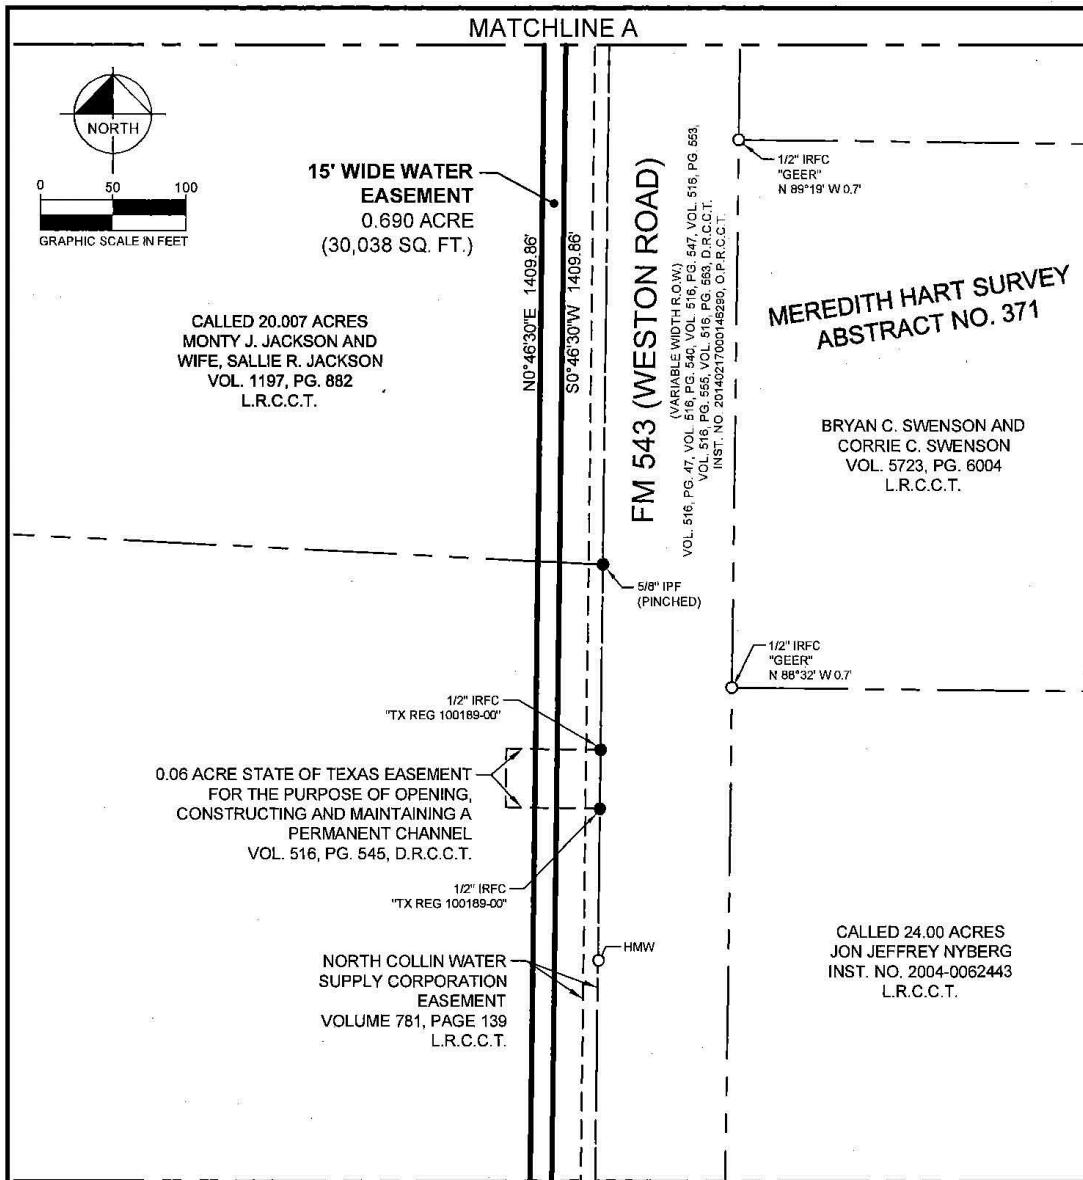 MATCHLINE A
NORTH
0 50 100
GRAPHIC SCALE IN FEET
15' WIDE WATER
EASEMENT
0.690 ACRE
(30,038 SQ. FT.)
N0°46'30"E 1409.86'
S0°46'30"W 1409.86'
CALLED 20.007 ACRES
MONTY J. JACKSON AND
WIFE, SALLIE R. JACKSON
VOL. 1197, PG. 882
L.R.C.C.T.
FM 543 (WESTON ROAD)
(VARIABLE WIDTH R.O.W.)
VOL. 516, PG. 47, VOL. 516, PG. 540, VOL. 516, PG. 547, VOL. 516, PG. 553,
VOL. 516, PG. 555, VOL. 516, PG. 563, D.R.C.C.T.
INST. NO. 20140217000146280, O.P.R.C.C.T.
1/2" IRFC
"GEER"
N 89°19' W 0.7'
MEREDITH HART SURVEY
ABSTRACT NO. 371
BRYAN C. SWENSON AND
CORRIE C. SWENSON
VOL. 5723, PG. 6004
L.R.C.C.T.
5/8" IPF
(PINCHED)
1/2" IRFC
"GEER"
N 88°32' W 0.7'
1/2" IRFC
"TX REG 100189-00"
0.06 ACRE STATE OF TEXAS EASEMENT
FOR THE PURPOSE OF OPENING,
CONSTRUCTING AND MAINTAINING A
PERMANENT CHANNEL
VOL. 516, PG. 545, D.R.C.C.T.
1/2" IRFC
"TX REG 100189-00"
HMW
NORTH COLLIN WATER
SUPPLY CORPORATION
EASEMENT
VOLUME 781, PAGE 139
L.R.C.C.T.
CALLED 24.00 ACRES
JON JEFFREY NYBERG
INST. NO. 2004-0062443
L.R.C.C.T.